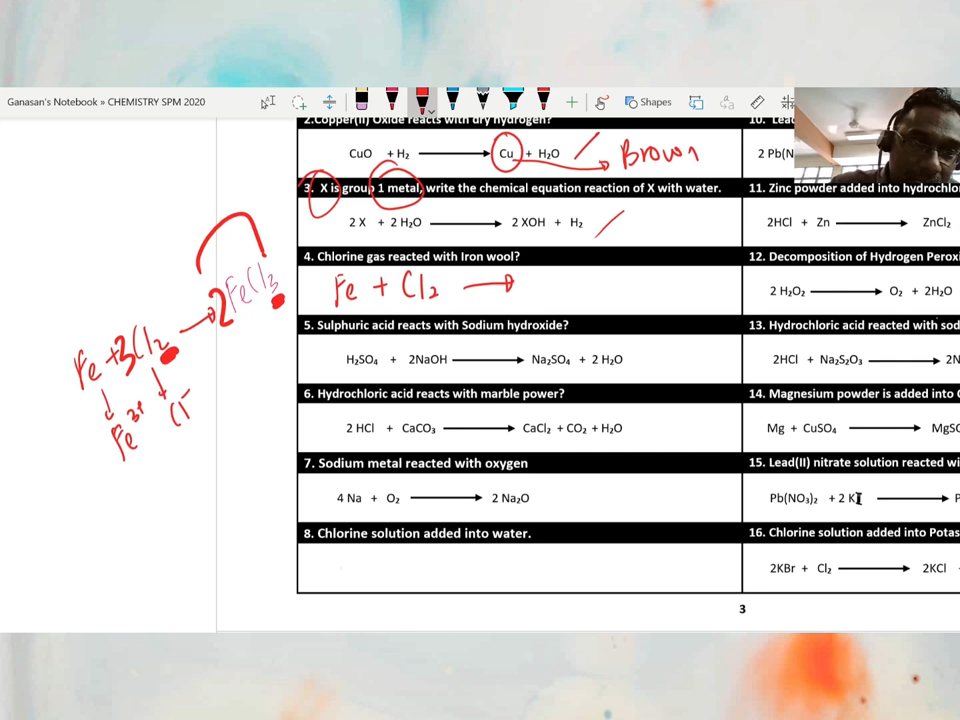 Ganasan's Notebook » CHEMISTRY SPM 2020
Shapes
2.Copper(II) Oxide reacts with dry hydrogen?
CuO + H₂ ⟶ Cu + H₂O
Brown
3. X is group 1 metal, write the chemical equation reaction of X with water.
2 X + 2 H₂O ⟶ 2 XOH + H₂
4. Chlorine gas reacted with Iron wool?
Fe + Cl₂ →
Fe + 3Cl₂ → 2FeCl₃
Fe³⁺ Cl⁻
5. Sulphuric acid reacts with Sodium hydroxide?
H₂SO₄ + 2NaOH ⟶ Na₂SO₄ + 2 H₂O
6. Hydrochloric acid reacts with marble power?
2 HCl + CaCO₃ ⟶ CaCl₂ + CO₂ + H₂O
7. Sodium metal reacted with oxygen
4 Na + O₂ ⟶ 2 Na₂O
8. Chlorine solution added into water.
10. Lea
2 Pb(N
11. Zinc powder added into hydrochlo
2HCl + Zn ⟶ ZnCl₂
12. Decomposition of Hydrogen Peroxi
2 H₂O₂ ⟶ O₂ + 2H₂O
13. Hydrochloric acid reacted with sod
2HCl + Na₂S₂O₃ ⟶ 2N
14. Magnesium powder is added into C
Mg + CuSO₄ ⟶ MgSO
15. Lead(II) nitrate solution reacted wi
Pb(NO₃)₂ + 2 KI ⟶ P
16. Chlorine solution added into Potas
2KBr + Cl₂ ⟶ 2KCl +
3